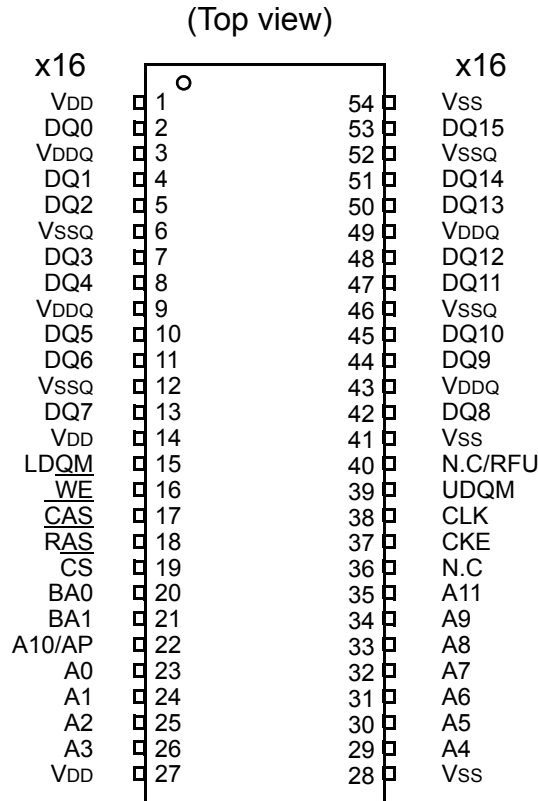 (Top view)
x16 x16
VDD 1 54 VSS
DQ0 2 53 DQ15
VDDQ 3 52 VSSQ
DQ1 4 51 DQ14
DQ2 5 50 DQ13
VSSQ 6 49 VDDQ
DQ3 7 48 DQ12
DQ4 8 47 DQ11
VDDQ 9 46 VSSQ
DQ5 10 45 DQ10
DQ6 11 44 DQ9
VSSQ 12 43 VDDQ
DQ7 13 42 DQ8
VDD 14 41 VSS
LDQM 15 40 N.C/RFU
WE 16 39 UDQM
CAS 17 38 CLK
RAS 18 37 CKE
CS 19 36 N.C
BA0 20 35 A11
BA1 21 34 A9
A10/AP 22 33 A8
A0 23 32 A7
A1 24 31 A6
A2 25 30 A5
A3 26 29 A4
VDD 27 28 VSS